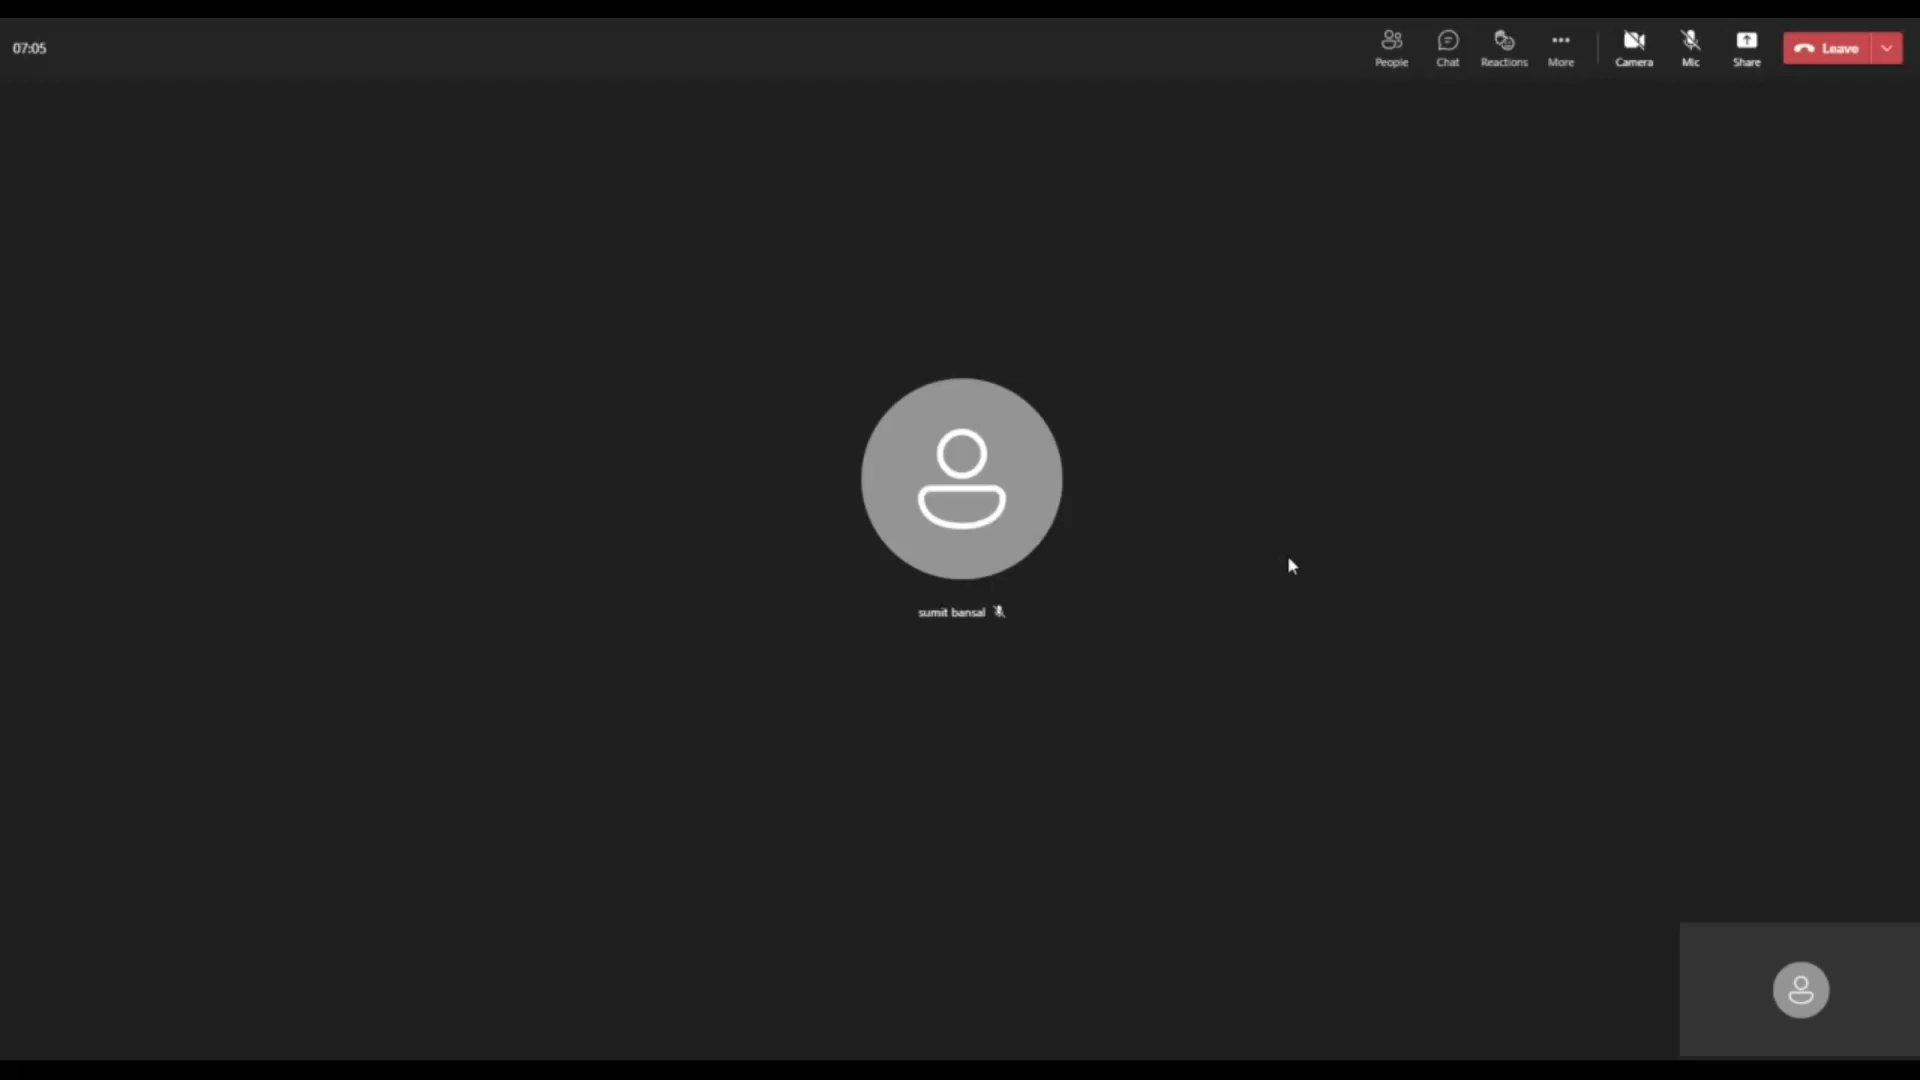 07:05
People
Chat
Reactions
More
Camera
Mic
Share
Leave
sumit bansal